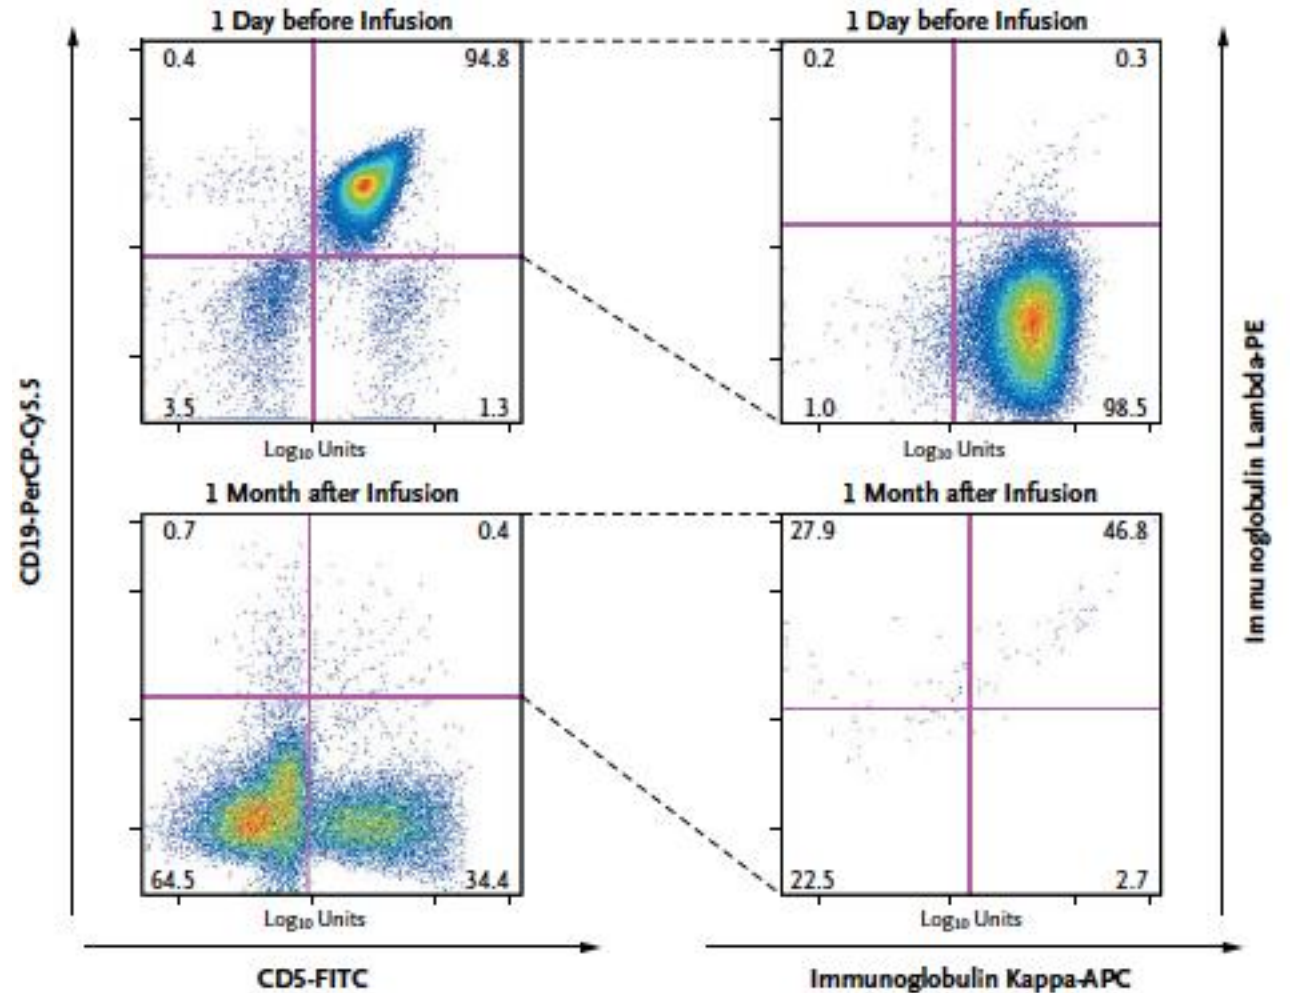 1 Day before Infusion
0.4 94.8
3.5 1.3
Log₁₀ Units
1 Day before Infusion
0.2 0.3
1.0 98.5
Log₁₀ Units
1 Month after Infusion
0.7 0.4
64.5 34.4
Log₁₀ Units
1 Month after Infusion
27.9 46.8
22.5 2.7
Log₁₀ Units
CD19-PerCP-Cy5.5
Immunoglobulin Lambda-PE
CD5-FITC
Immunoglobulin Kappa-APC